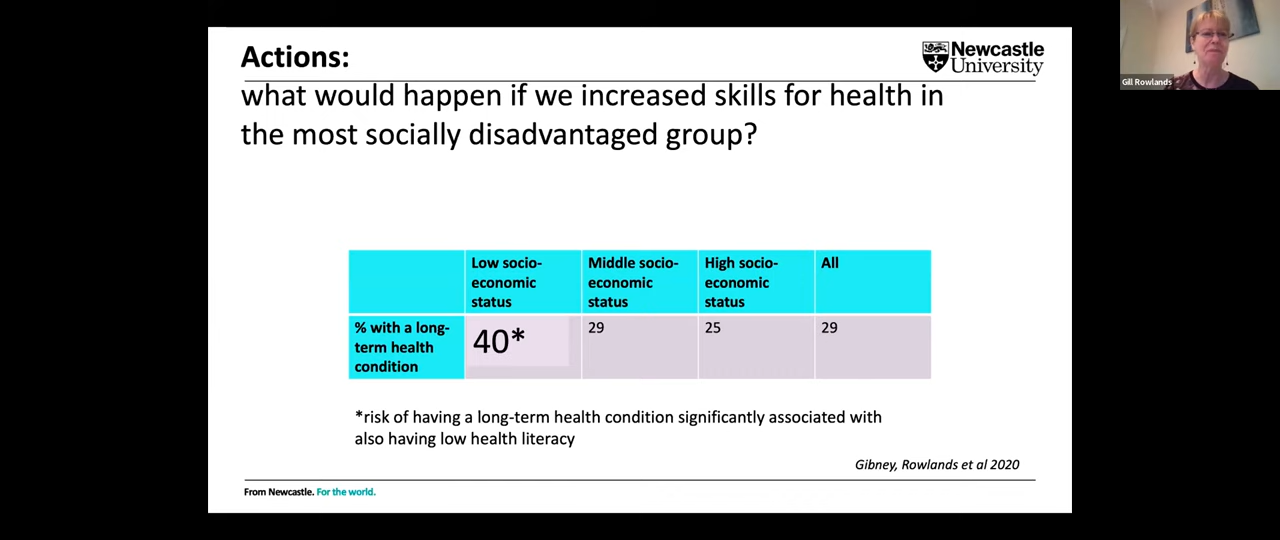 Actions:
Newcastle
University
Gill Rowlands
what would happen if we increased skills for health in
the most socially disadvantaged group?
Low socio-
economic
status
Middle socio-
economic
status
High socio-
economic
status
All
% with a long-
term health
condition
40*
29
25
29
*risk of having a long-term health condition significantly associated with
also having low health literacy
Gibney, Rowlands et al 2020
From Newcastle. For the world.